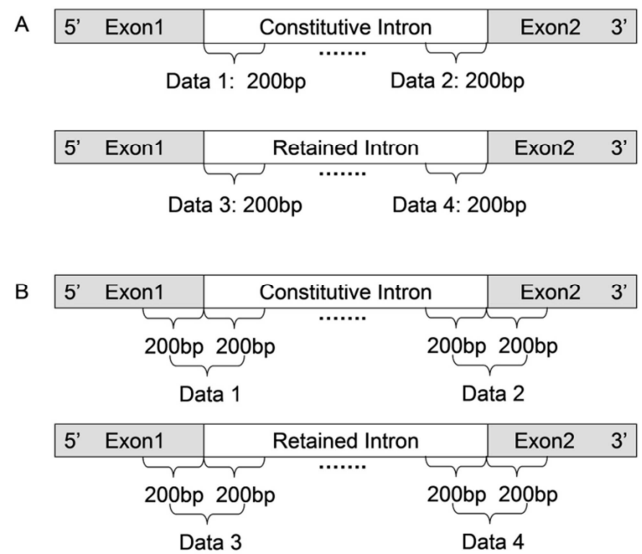 A
5’ Exon1 Constitutive Intron Exon2 3’
Data 1: 200bp Data 2: 200bp
5’ Exon1 Retained Intron Exon2 3’
Data 3: 200bp Data 4: 200bp
B
5’ Exon1 Constitutive Intron Exon2 3’
200bp 200bp 200bp 200bp
Data 1 Data 2
5’ Exon1 Retained Intron Exon2 3’
200bp 200bp 200bp 200bp
Data 3 Data 4